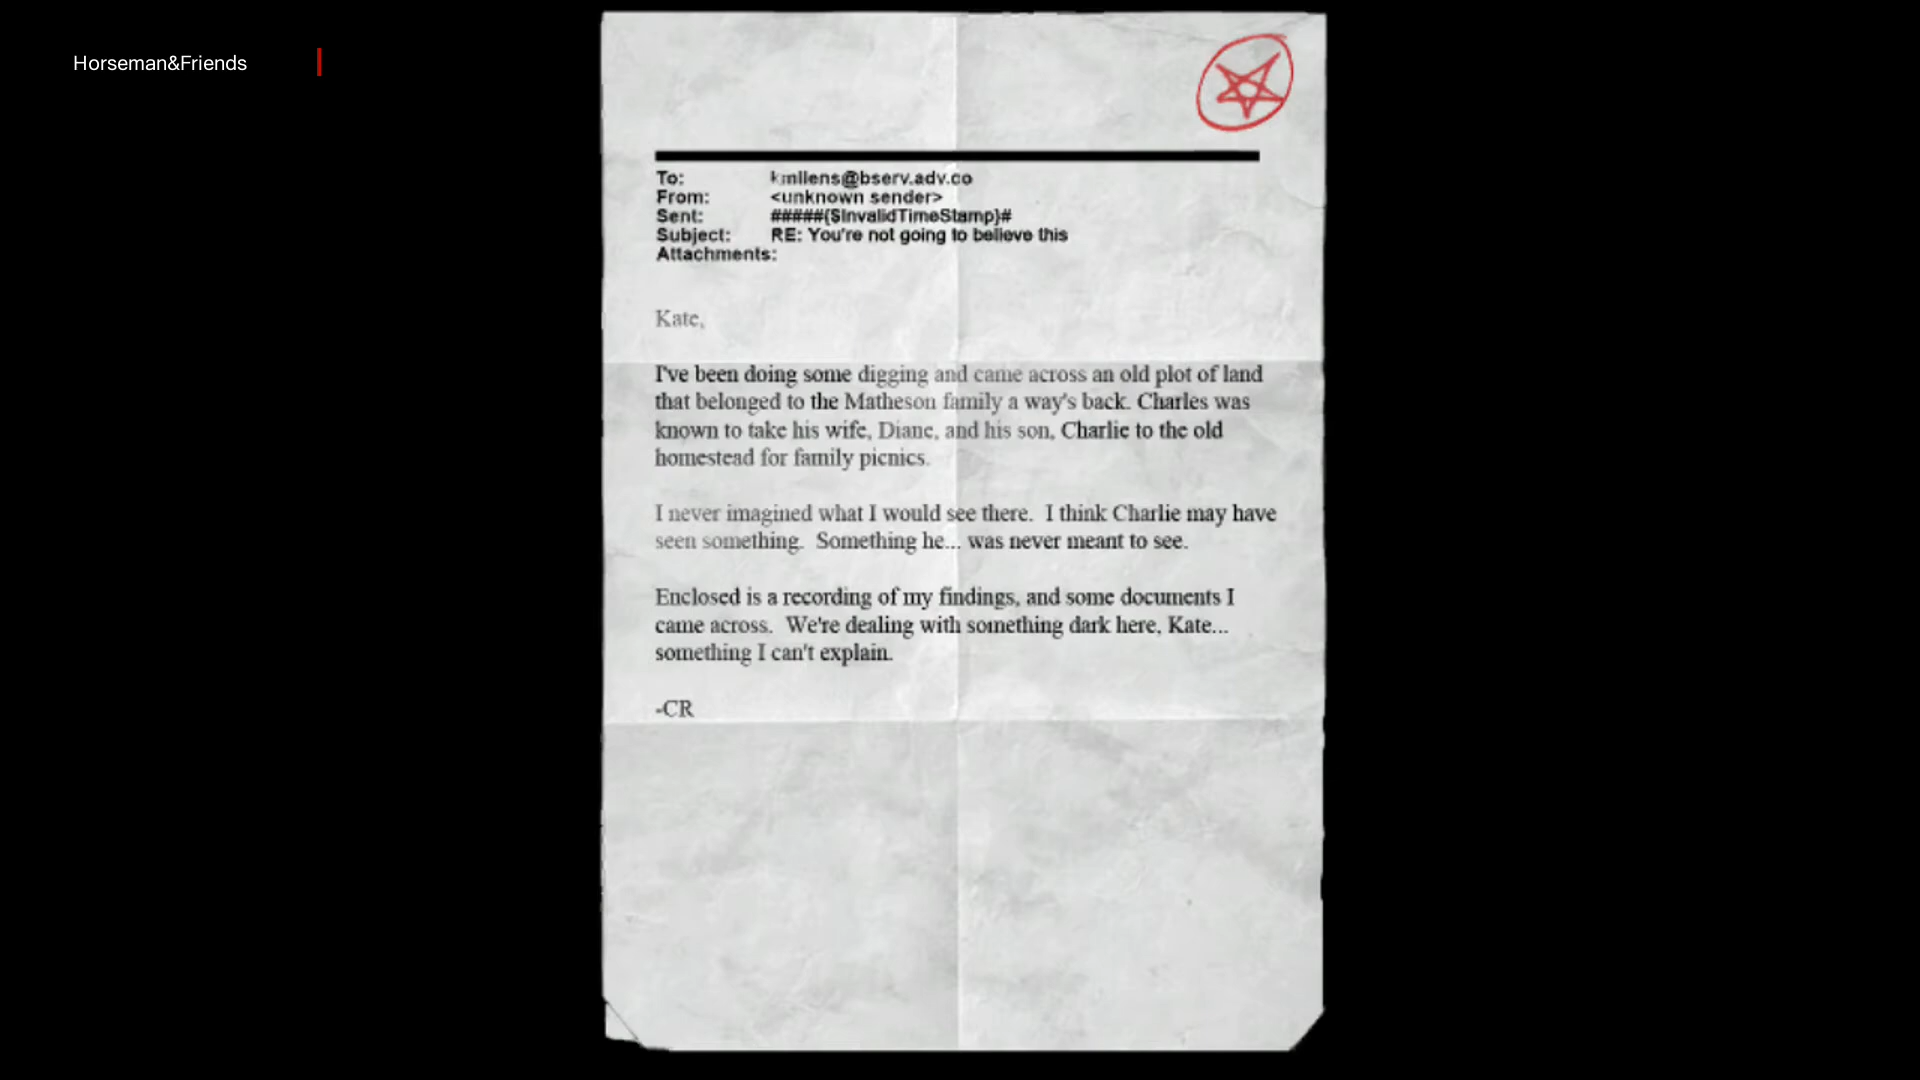 Horseman&Friends
To: kmllens@bserv.adv.co
From: <unknown sender>
Sent: #####{$InvalidTimeStamp}#
Subject: RE: You're not going to believe this
Attachments:
Kate,
I've been doing some digging and came across an old plot of land
that belonged to the Matheson family a way's back. Charles was
known to take his wife, Diane, and his son, Charlie to the old
homestead for family picnics.
I never imagined what I would see there. I think Charlie may have
seen something. Something he... was never meant to see.
Enclosed is a recording of my findings, and some documents I
came across. We're dealing with something dark here, Kate...
something I can't explain.
-CR